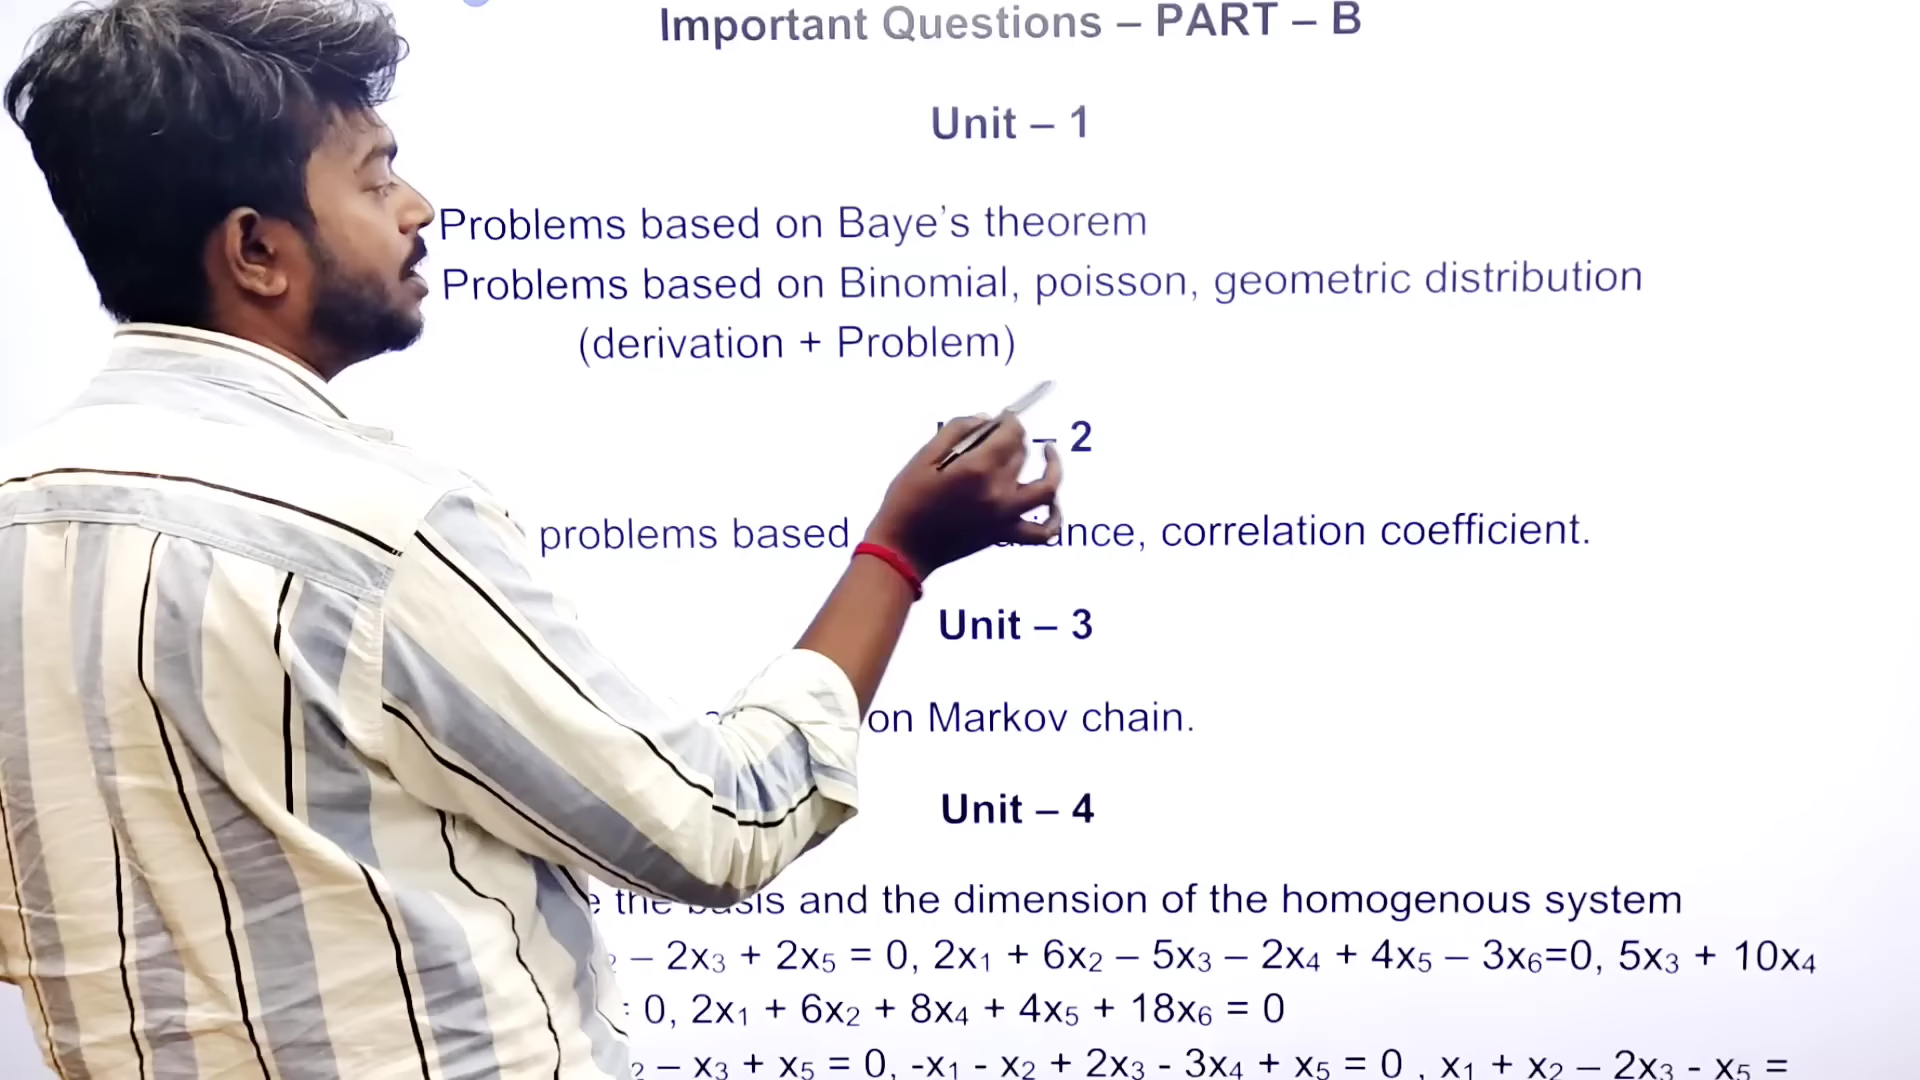 Important Questions – PART – B
Unit – 1
Problems based on Baye's theorem
Problems based on Binomial, poisson, geometric distribution
(derivation + Problem)
– 2
problems based correlation coefficient.
Unit – 3
on Markov chain.
Unit – 4
the basis and the dimension of the homogenous system
– 2x₃ + 2x₅ = 0, 2x₁ + 6x₂ – 5x₃ – 2x₄ + 4x₅ – 3x₆=0, 5x₃ + 10x₄
= 0, 2x₁ + 6x₂ + 8x₄ + 4x₅ + 18x₆ = 0
– x₃ + x₅ = 0, -x₁ - x₂ + 2x₃ - 3x₄ + x₅ = 0 , x₁ + x₂ – 2x₃ - x₅ =